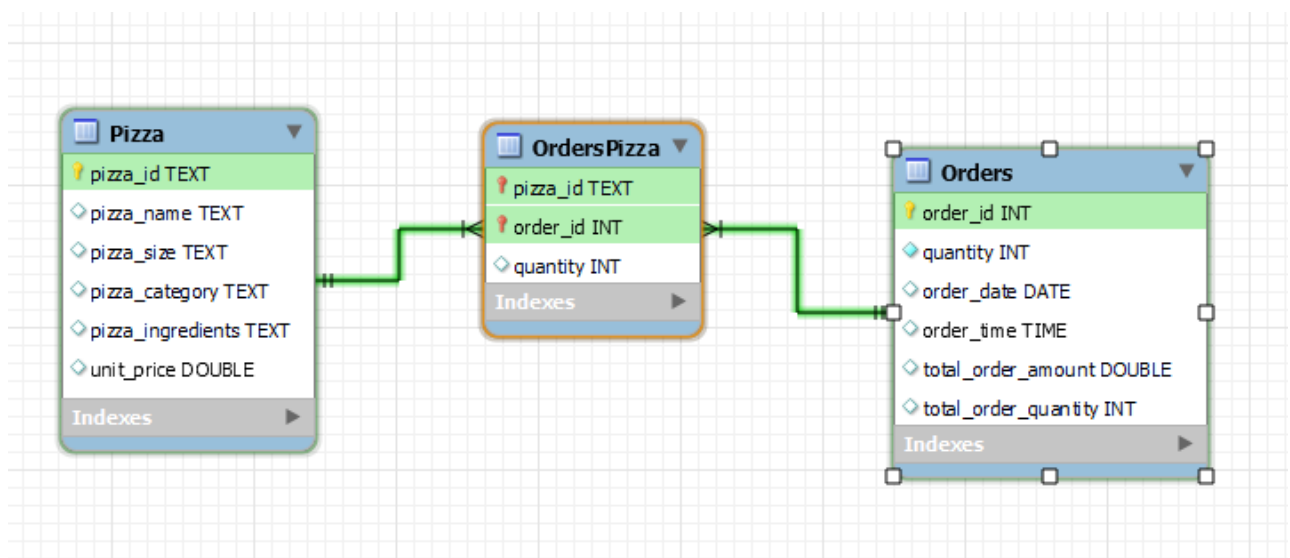 Pizza
pizza_id TEXT
pizza_name TEXT
pizza_size TEXT
pizza_category TEXT
pizza_ingredients TEXT
unit_price DOUBLE
Indexes
OrdersPizza
pizza_id TEXT
order_id INT
quantity INT
Indexes
Orders
order_id INT
quantity INT
order_date DATE
order_time TIME
total_order_amount DOUBLE
total_order_quantity INT
Indexes